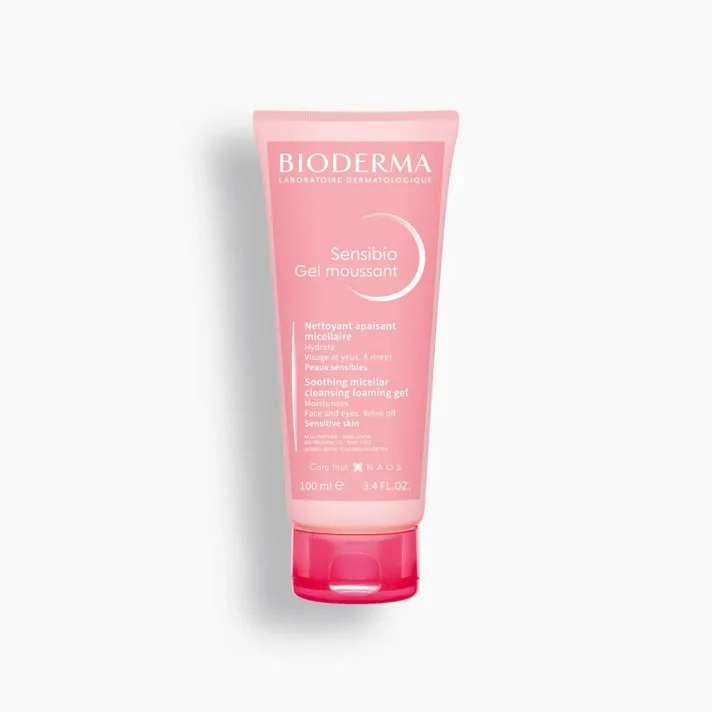 BIODERMA
LABORATOIRE DERMATOLOGIQUE
Sensibio
Gel moussant
Nettoyant apaisant
micellaire
Hydrate
Visage et yeux. À rincer
Peaux sensibles
Soothing micellar
cleansing foaming gel
Moisturises
Face and eyes. Rinse off
Sensitive skin
Care first NAOS
100 ml e 3.4 FL.OZ.